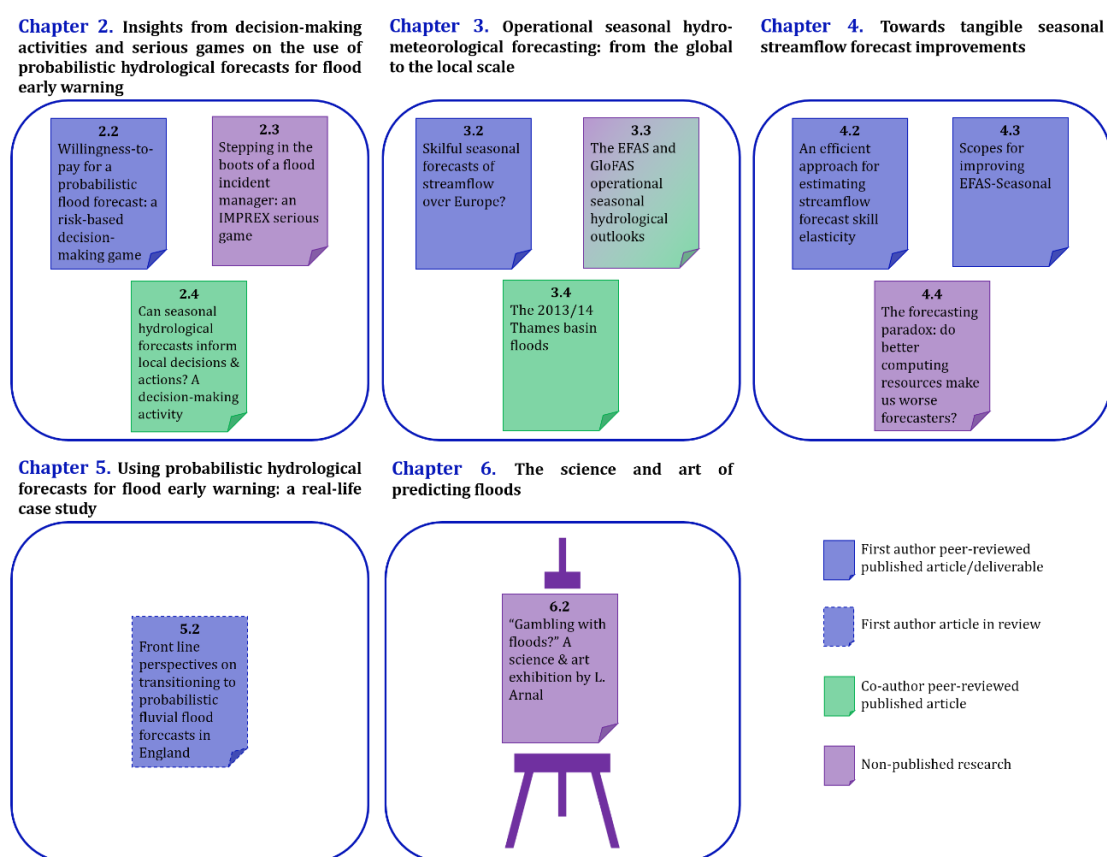 Chapter 2. Insights from decision-making
activities and serious games on the use of
probabilistic hydrological forecasts for flood
early warning
2.2
Willingness-to-
pay for a
probabilistic
flood forecast: a
risk-based
decision-
making game
2.3
Stepping in the
boots of a flood
incident
manager: an
IMPREX serious
game
2.4
Can seasonal
hydrological
forecasts inform
local decisions &
actions? A
decision-making
activity
Chapter 3. Operational seasonal hydro-
meteorological forecasting: from the global
to the local scale
3.2
Skilful seasonal
forecasts of
streamflow
over Europe?
3.3
The EFAS and
GloFAS
operational
seasonal
hydrological
outlooks
3.4
The 2013/14
Thames basin
floods
Chapter 4. Towards tangible seasonal
streamflow forecast improvements
4.2
An efficient
approach for
estimating
streamflow
forecast skill
elasticity
4.3
Scopes for
improving
EFAS-Seasonal
4.4
The forecasting
paradox: do
better
computing
resources make
us worse
forecasters?
Chapter 5. Using probabilistic hydrological
forecasts for flood early warning: a real-life
case study
5.2
Front line
perspectives on
transitioning to
probabilistic
fluvial flood
forecasts in
England
Chapter 6. The science and art of
predicting floods
6.2
“Gambling with
floods?” A
science & art
exhibition by L.
Arnal
First author peer-reviewed
published article/deliverable
First author article in review
Co-author peer-reviewed
published article
Non-published research